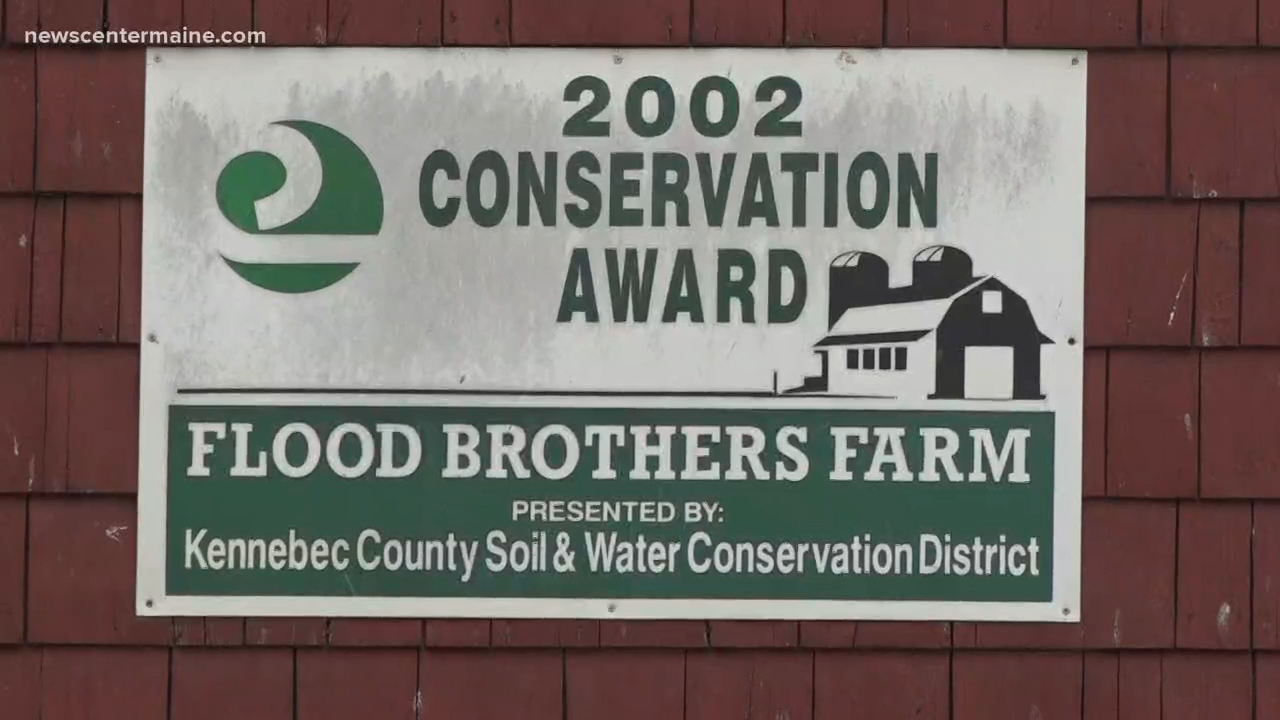 newscentermaine.com
2002
CONSERVATION
AWARD
FLOOD BROTHERS FARM
PRESENTED BY:
Kennebec County Soil & Water Conservation District